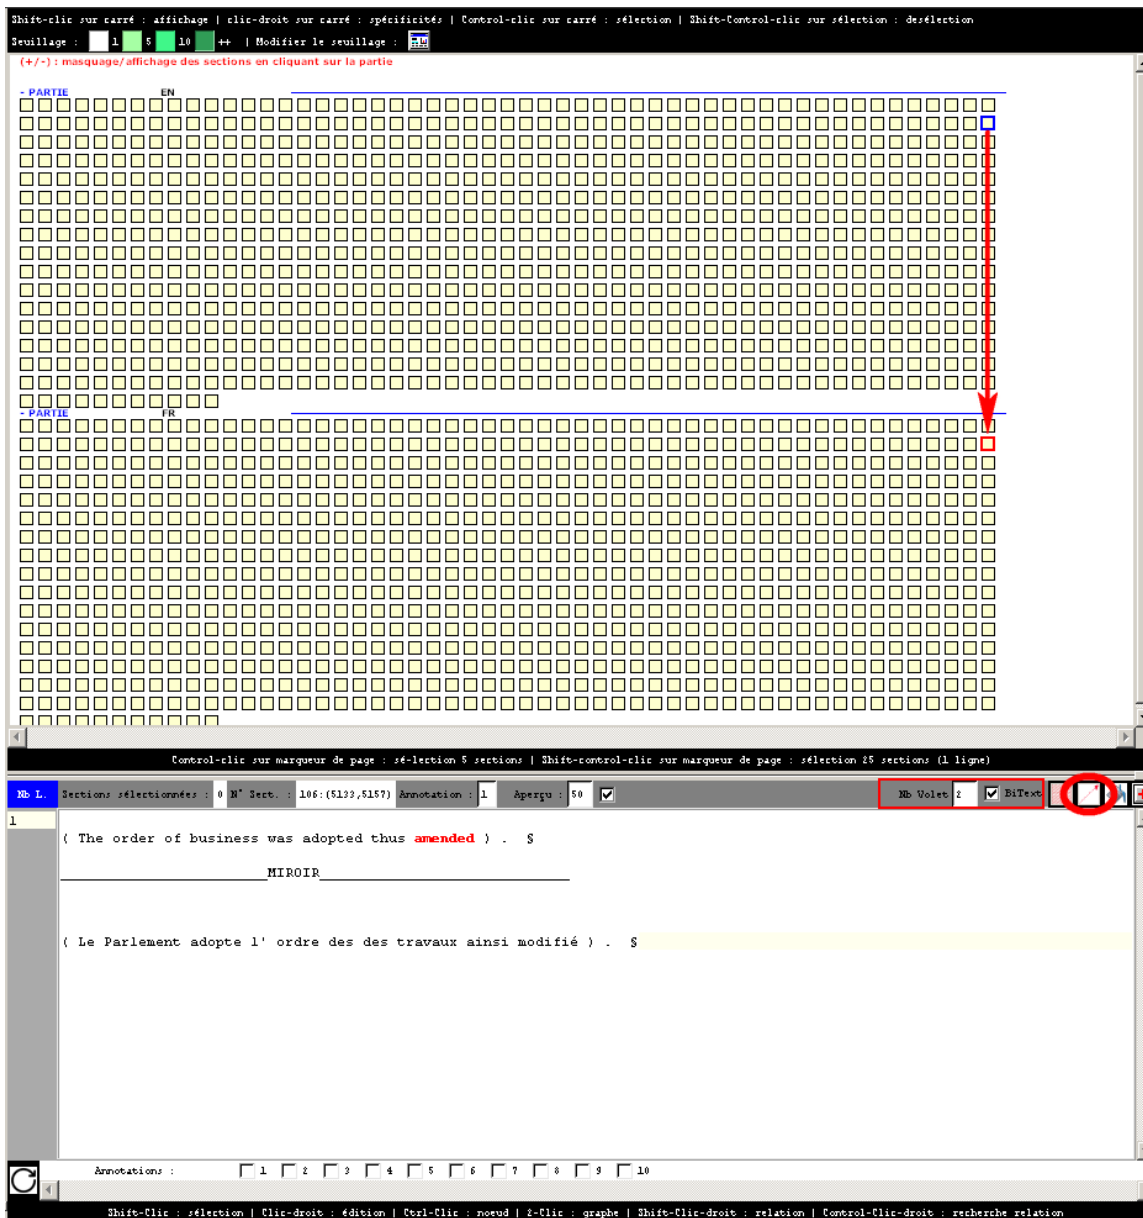 Shift-clic sur carré : affichage | clic-droit sur carré : spécificités | Control-clic sur carré : sélection | Shift-Control-clic sur sélection : desélection
Seuillage : 1 5 10 ++ | Modifier le seuillage :
(+/-) : masquage/affichage des sections en cliquant sur la partie
- PARTIE EN
- PARTIE FR
Control-clic sur marqueur de page : sé-lection 5 sections | Shift-control-clic sur marqueur de page : sélection 25 sections (1 ligne)
Nb L. Sections sélectionnées : 0 N° Sect. : 106:(5133,5157) Annotation : 1 Aperçu : 50 Nb Volet 2 BiText
1
( The order of business was adopted thus amended ) . §
MIROIR
( Le Parlement adopte l' ordre des des travaux ainsi modifié ) . §
Annotations : 1 2 3 4 5 6 7 8 9 10
Shift-Clic : sélection | Clic-droit : édition | Ctrl-Clic : noeud | 2-Clic : graphe | Shift-Clic-droit : relation | Control-Clic-droit : recherche relation